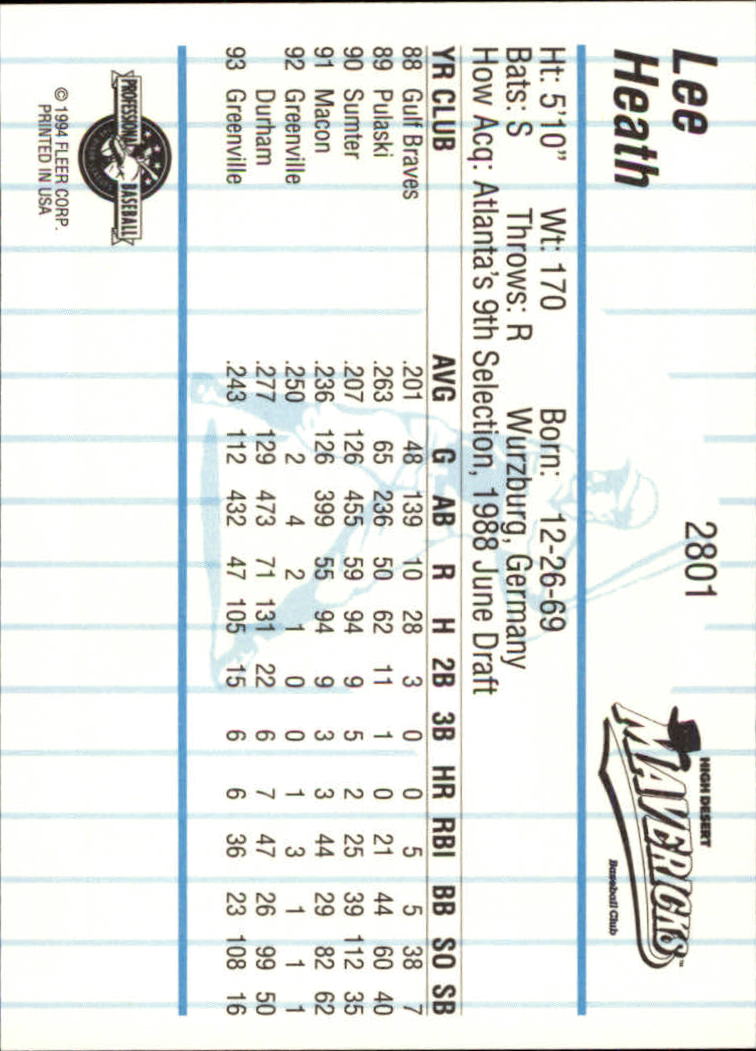 Lee
Heath
2801
HIGH DESERT
MAVERICKS™
Baseball Club
Ht: 5'10" Wt: 170 Born: 12-26-69
Bats: S Throws: R Wurzburg, Germany
How Acq: Atlanta's 9th Selection, 1988 June Draft
YR CLUB AVG G AB R H 2B 3B HR RBI BB SO SB
88 Gulf Braves .201 48 139 10 28 3 0 0 5 5 38 7
89 Pulaski .263 65 236 50 62 11 1 0 21 44 60 40
90 Sumter .207 126 455 59 94 9 5 2 25 39 112 35
91 Macon .236 126 399 55 94 9 3 3 44 29 82 62
92 Greenville .250 2 4 2 1 0 0 1 3 1 1 1
Durham .277 129 473 71 131 22 6 7 47 26 99 50
93 Greenville .243 112 432 47 105 15 6 6 36 23 108 16
PROFESSIONAL BASEBALL
© 1994 FLEER CORP.
PRINTED IN USA